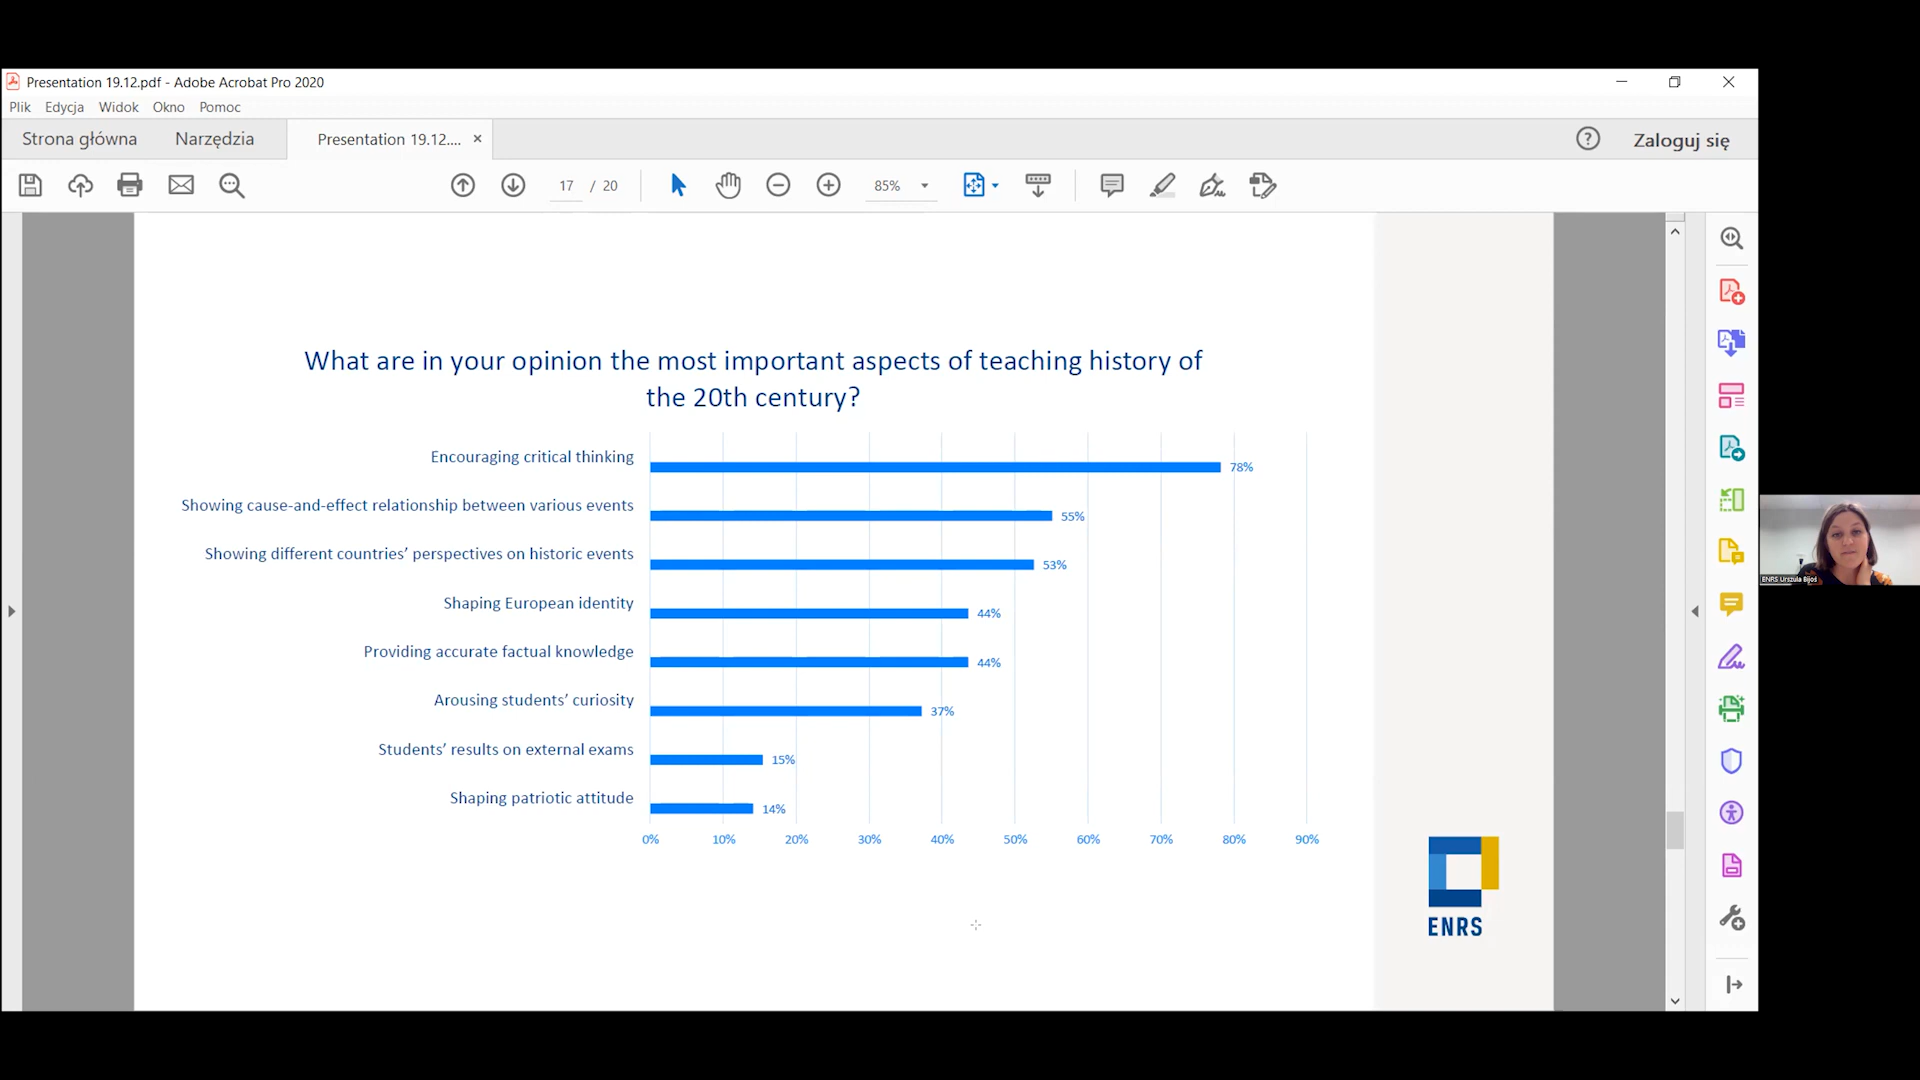 Presentation 19.12.pdf - Adobe Acrobat Pro 2020
Plik Edycja Widok Okno Pomoc
Strona główna Narzędzia Presentation 19.12.... × Zaloguj się
17 / 20 85%
What are in your opinion the most important aspects of teaching history of
the 20th century?
Encouraging critical thinking 78%
Showing cause-and-effect relationship between various events 55%
Showing different countries’ perspectives on historic events 53%
Shaping European identity 44%
Providing accurate factual knowledge 44%
Arousing students’ curiosity 37%
Students’ results on external exams 15%
Shaping patriotic attitude 14%
0% 10% 20% 30% 40% 50% 60% 70% 80% 90%
ENRS
ENRS Urszula Bijoś